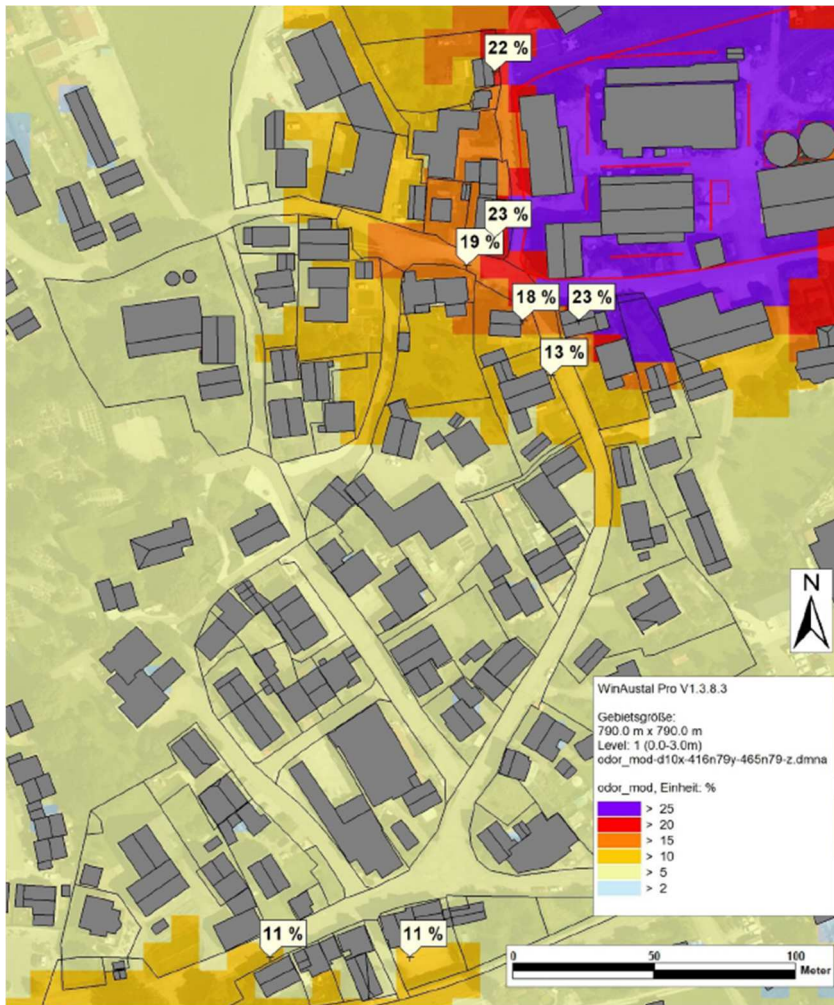 22 %
23 %
19 %
18 %
23 %
13 %
N
WinAustal Pro V1.3.8.3
Gebietsgröße:
790.0 m x 790.0 m
Level: 1 (0.0-3.0m)
odor_mod-d10x-416n79y-465n79-z.dmna
odor_mod, Einheit: %
> 25
> 20
> 15
> 10
> 5
> 2
11 %
11 %
0 50 100
Meter